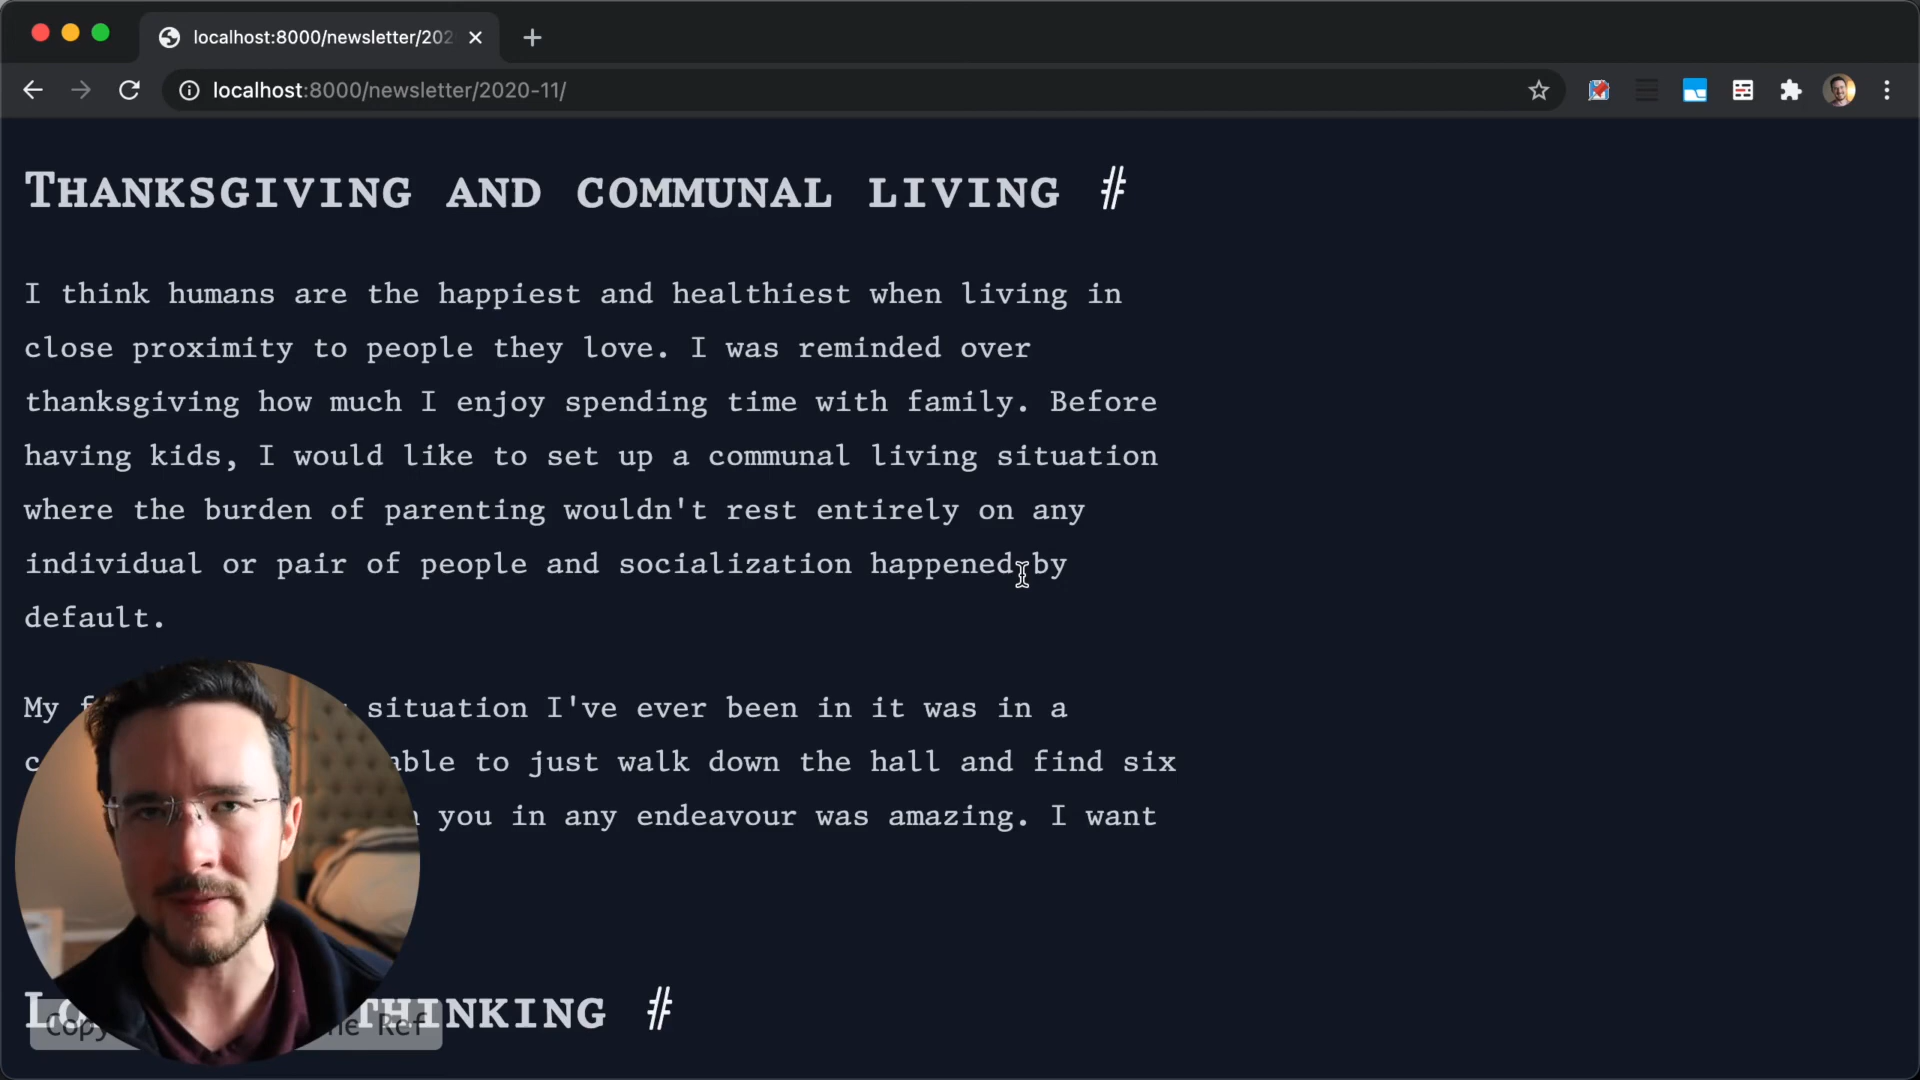 localhost:8000/newsletter/202
localhost:8000/newsletter/2020-11/
Thanksgiving and communal living #
I think humans are the happiest and healthiest when living in
close proximity to people they love. I was reminded over
thanksgiving how much I enjoy spending time with family. Before
having kids, I would like to set up a communal living situation
where the burden of parenting wouldn't rest entirely on any
individual or pair of people and socialization happened by
default.
My situation I've ever been in it was in a
able to just walk down the hall and find six
you in any endeavour was amazing. I want
thinking #
Copy Ref